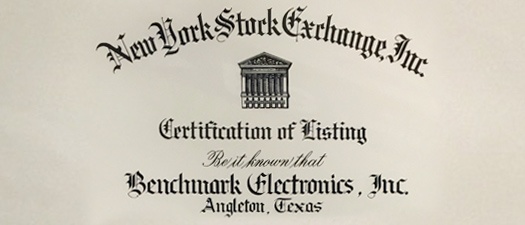 New York Stock Exchange, Inc.
Certification of Listing
Be it known that
Benchmark Electronics, Inc.
Angleton, Texas